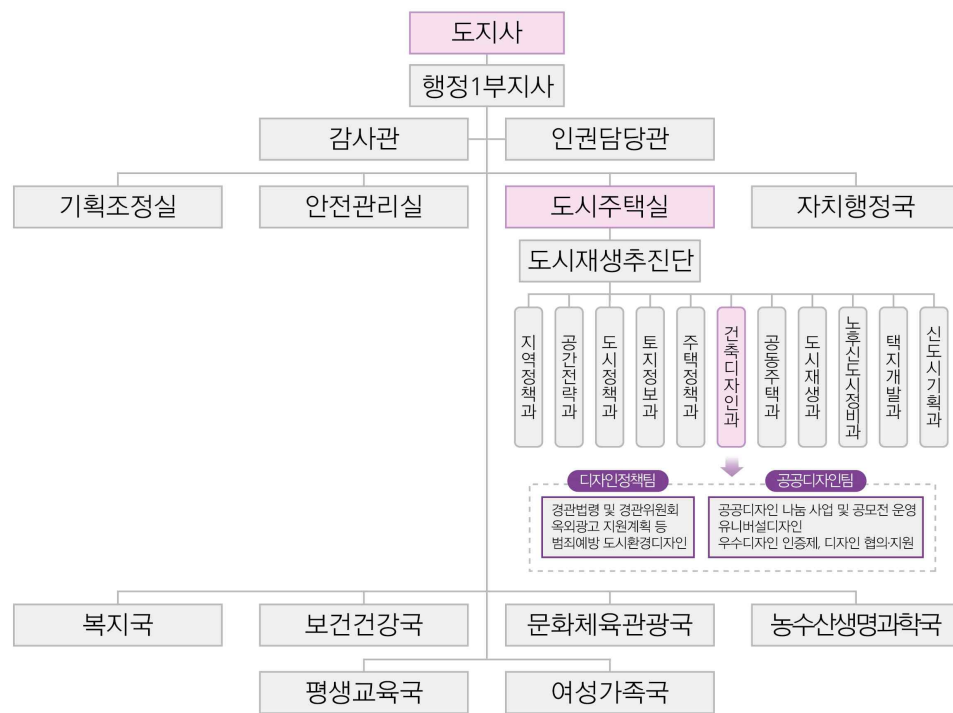 도지사
행정1부지사
감사관
인권담당관
기획조정실
안전관리실
도시주택실
자치행정국
도시재생추진단
지역정책과
공간전략과
도시정책과
토지정보과
주택정책과
건축디자인과
공동주택과
도시재생과
노후신도시정비과
택지개발과
신도시기획과
디자인정책팀
경관법령 및 경관위원회
옥외광고 지원계획 등
범죄예방 도시환경디자인
공공디자인팀
공공디자인 나눔 사업 및 공모전 운영
유니버설디자인
우수디자인 인증제, 디자인 협의·지원
복지국
보건건강국
문화체육관광국
농수산생명과학국
평생교육국
여성가족국